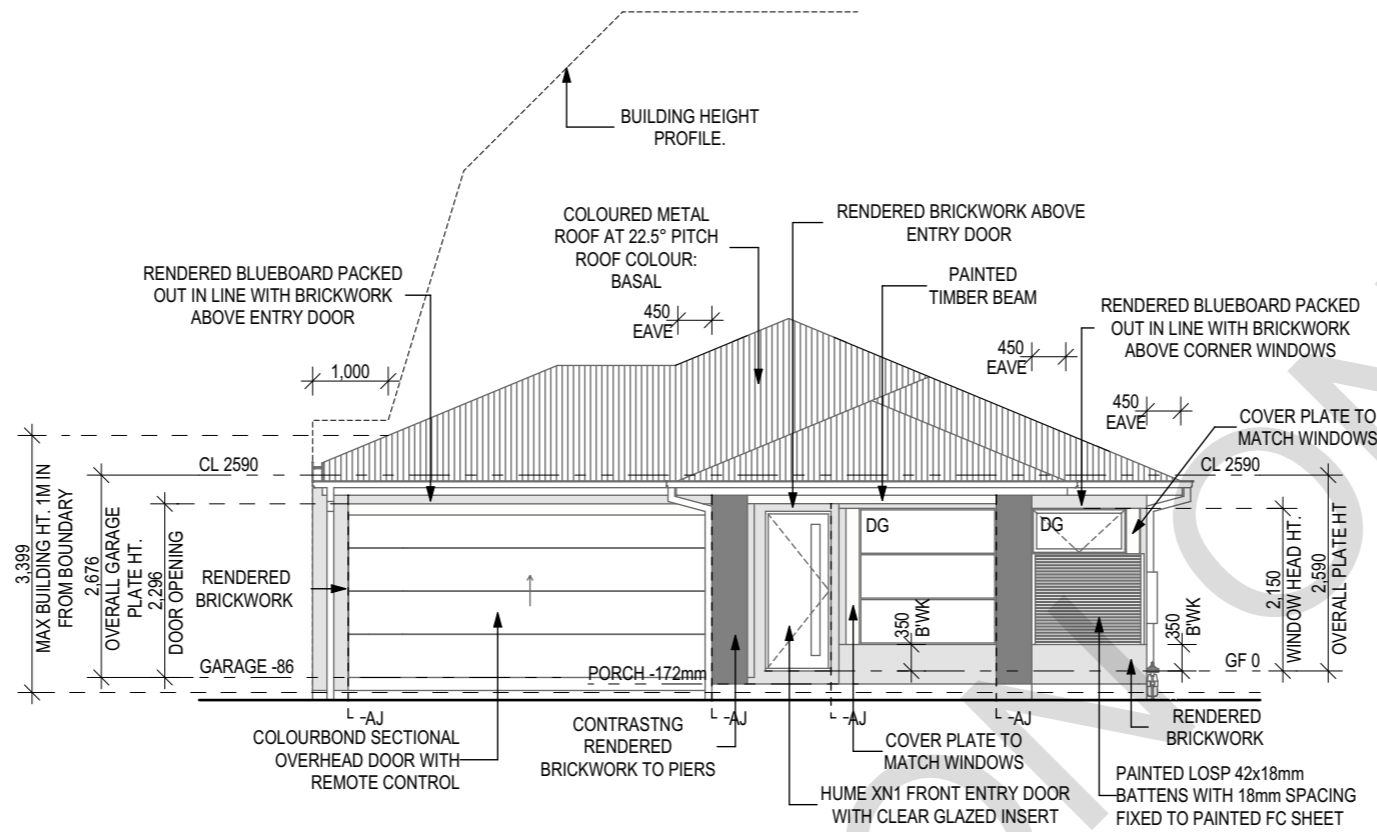 BUILDING HEIGHT
PROFILE.
COLOURED METAL
ROOF AT 22.5° PITCH
ROOF COLOUR:
BASAL
RENDERED BRICKWORK ABOVE
ENTRY DOOR
RENDERED BLUEBOARD PACKED
OUT IN LINE WITH BRICKWORK
ABOVE ENTRY DOOR
PAINTED
TIMBER BEAM
RENDERED BLUEBOARD PACKED
OUT IN LINE WITH BRICKWORK
ABOVE CORNER WINDOWS
450
EAVE
450
EAVE
450
EAVE
1,000
COVER PLATE TO
MATCH WINDOWS
CL 2590
CL 2590
3,399
MAX BUILDING HT. 1M IN
FROM BOUNDARY
2,676
OVERALL GARAGE
PLATE HT.
2,296
DOOR OPENING
RENDERED
BRICKWORK
DG
DG
350
B'WK
350
B'WK
2,150
WINDOW HEAD HT.
2,590
OVERALL PLATE HT
GARAGE -86
PORCH -172mm
GF 0
-AJ
-AJ
-AJ
-AJ
COLOURBOND SECTIONAL
OVERHEAD DOOR WITH
REMOTE CONTROL
CONTRASTNG
RENDERED
BRICKWORK TO PIERS
COVER PLATE TO
MATCH WINDOWS
RENDERED
BRICKWORK
HUME XN1 FRONT ENTRY DOOR
WITH CLEAR GLAZED INSERT
PAINTED LOSP 42x18mm
BATTENS WITH 18mm SPACING
FIXED TO PAINTED FC SHEET